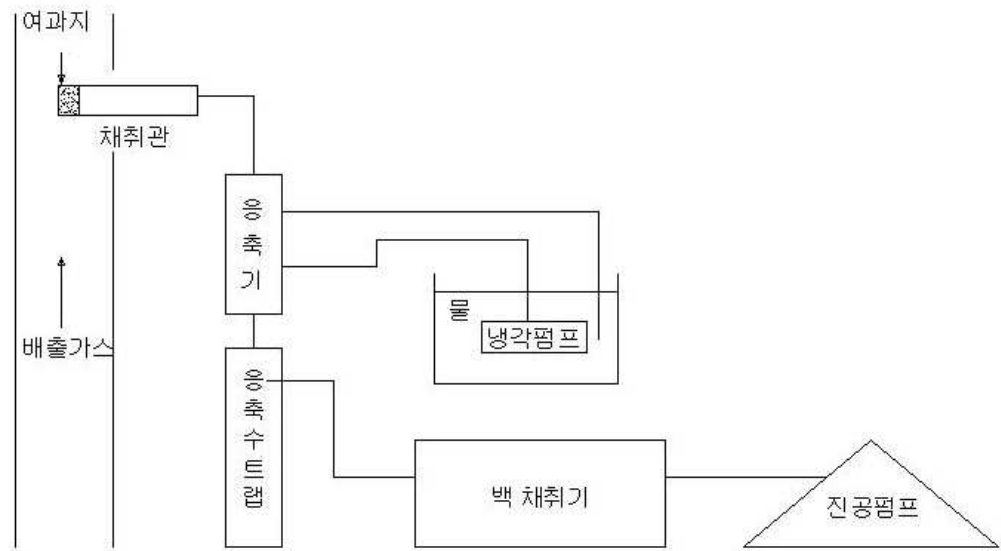 여과지
채취관
응축기
물
냉각펌프
배출가스
응축수트랩
백 채취기
진공펌프